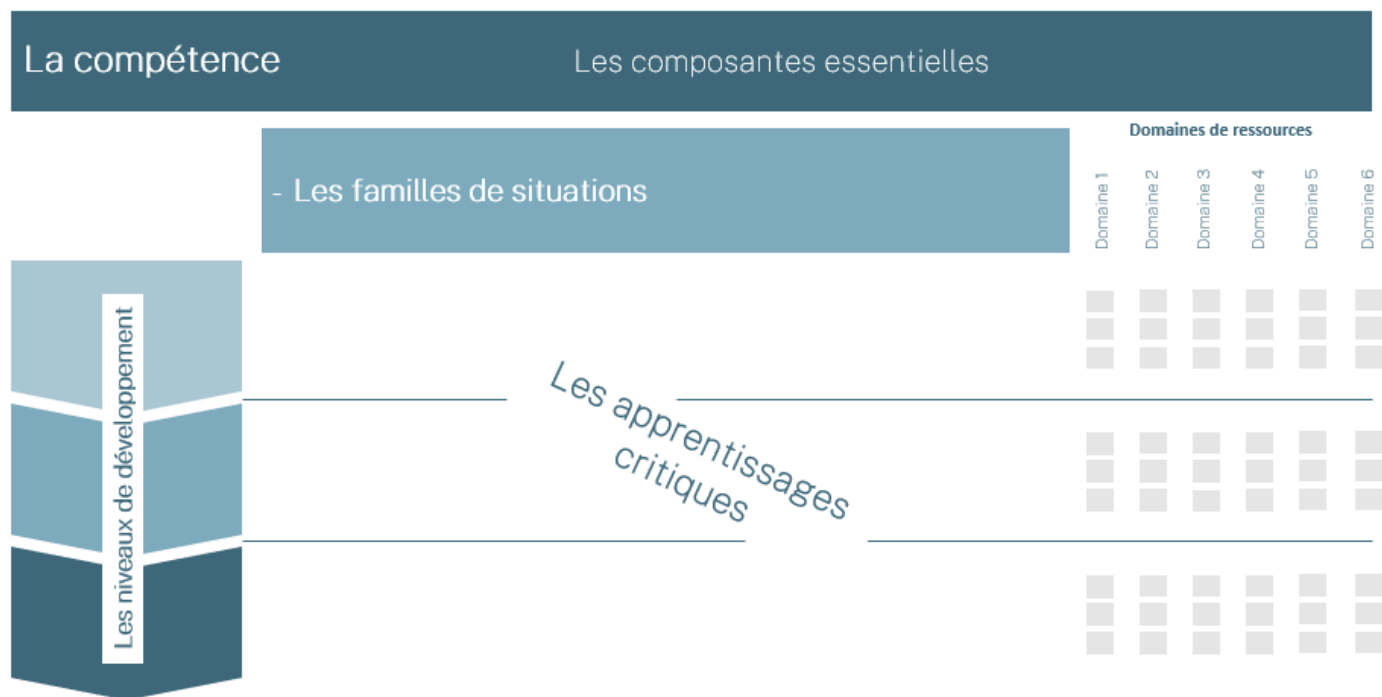 La compétence
Les composantes essentielles
Domaines de ressources
- Les familles de situations
Domaine 1
Domaine 2
Domaine 3
Domaine 4
Domaine 5
Domaine 6
Les niveaux de développement
Les apprentissages
critiques